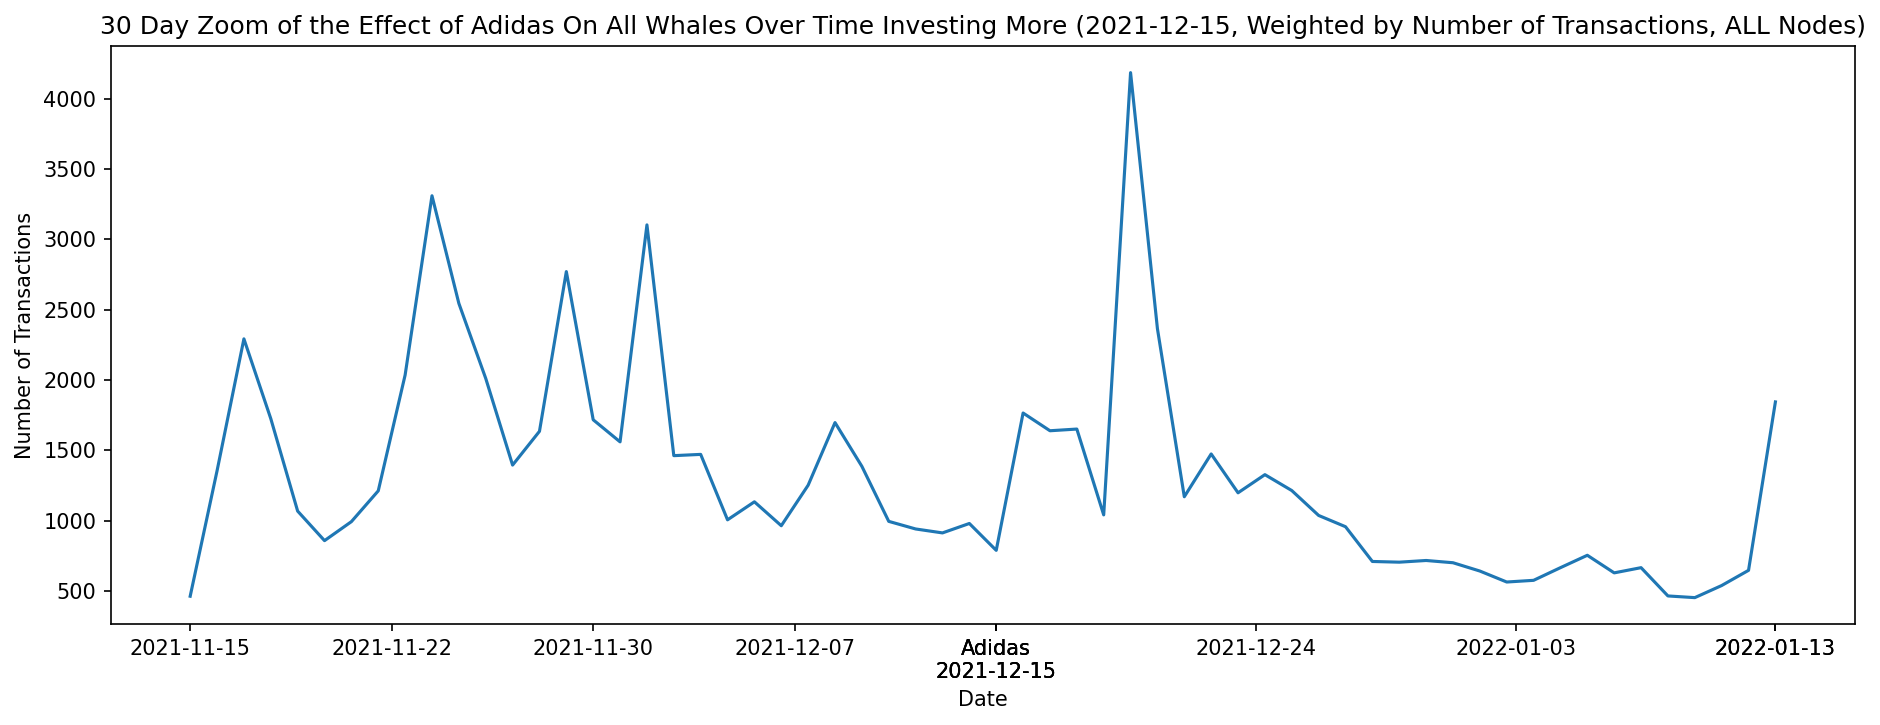 30 Day Zoom of the Effect of Adidas On All Whales Over Time Investing More (2021-12-15, Weighted by Number of Transactions, ALL Nodes)
Number of Transactions
4000
3500
3000
2500
2000
1500
1000
500
2021-11-15 2021-11-22 2021-11-30 2021-12-07 Adidas 2021-12-24 2022-01-03 2022-01-13
2021-12-15
Date